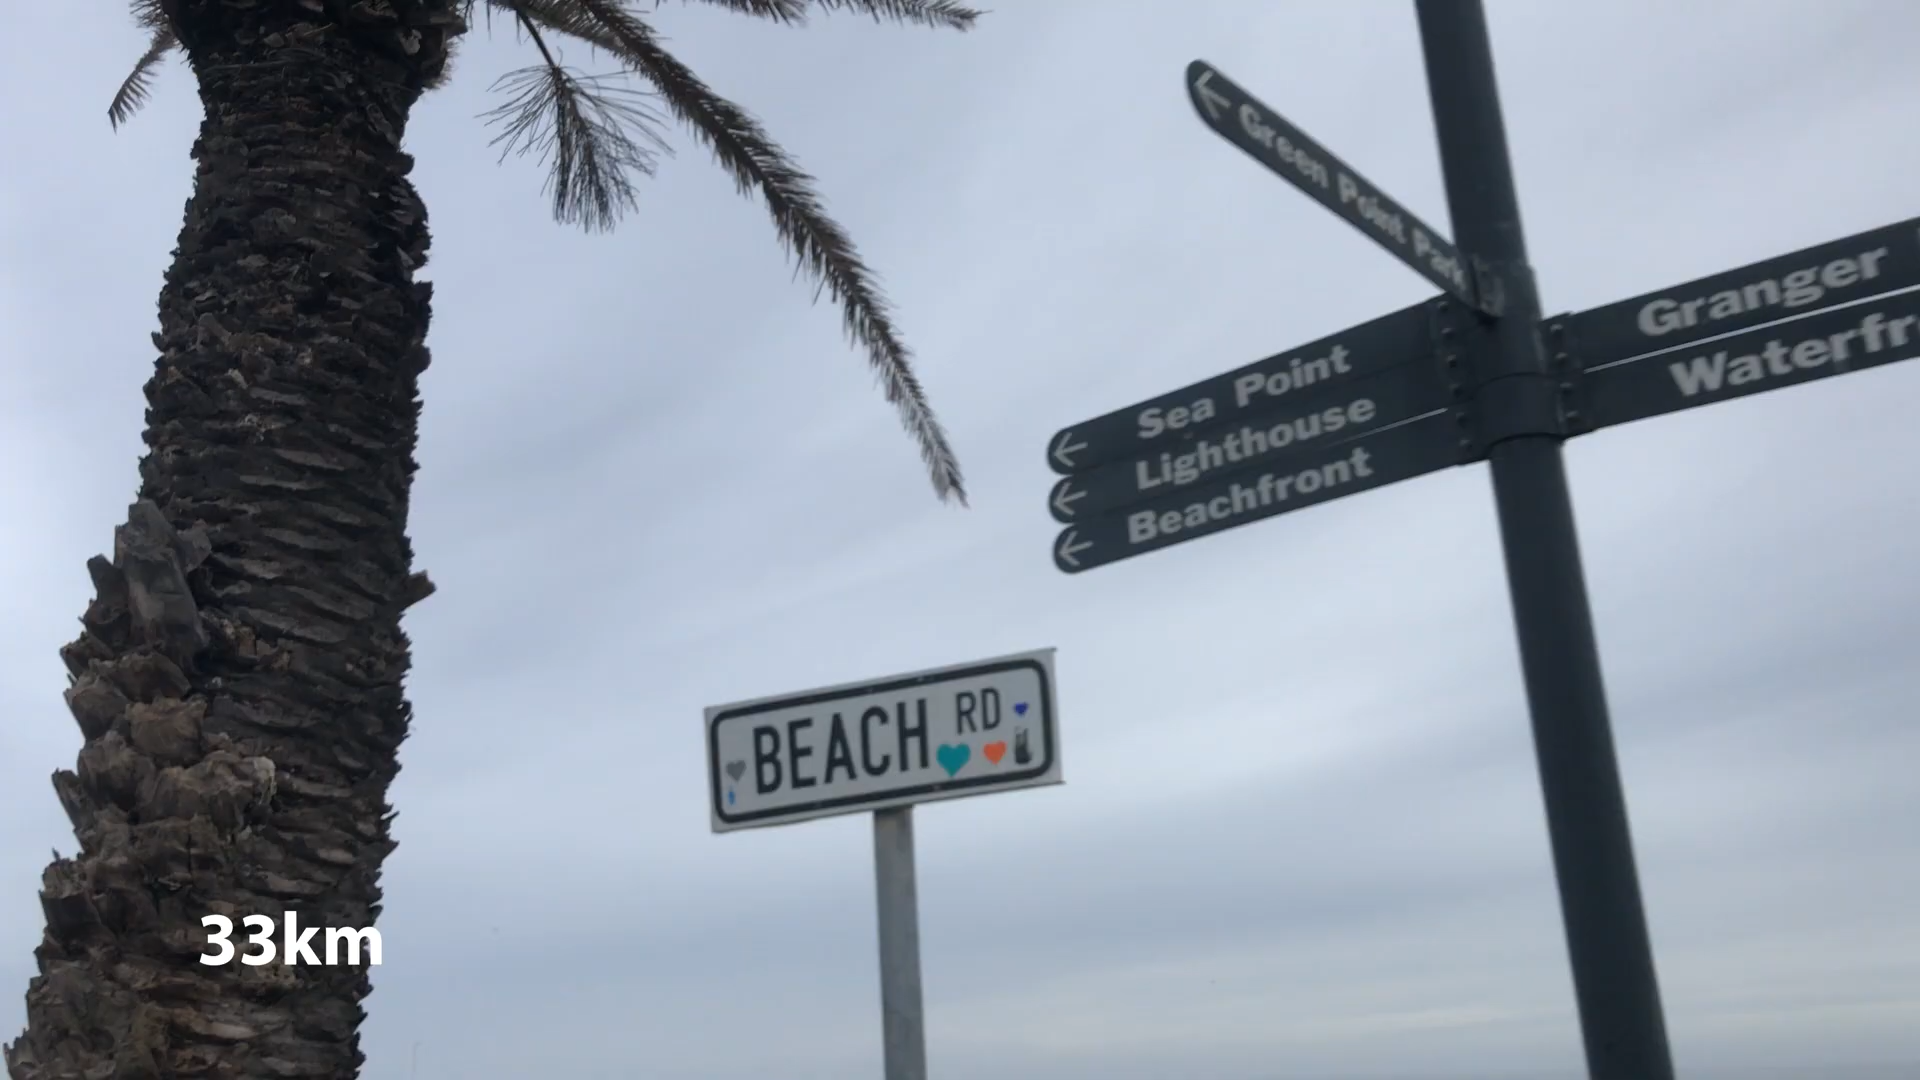 Green Point Park
Sea Point
Lighthouse
Beachfront
Granger
Waterfr
BEACH RD
33km